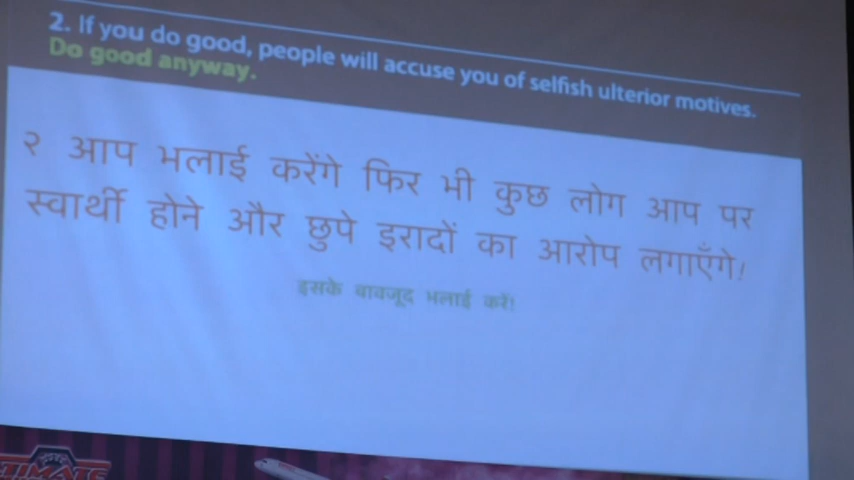 2. If you do good, people will accuse you of selfish ulterior motives.
Do good anyway.
२ आप भलाई करेंगे फिर भी कुछ लोग आप पर
स्वार्थी होने और छुपे इरादों का आरोप लगाएँगे!
इसके बावजूद भलाई करें!
ULTIMATE